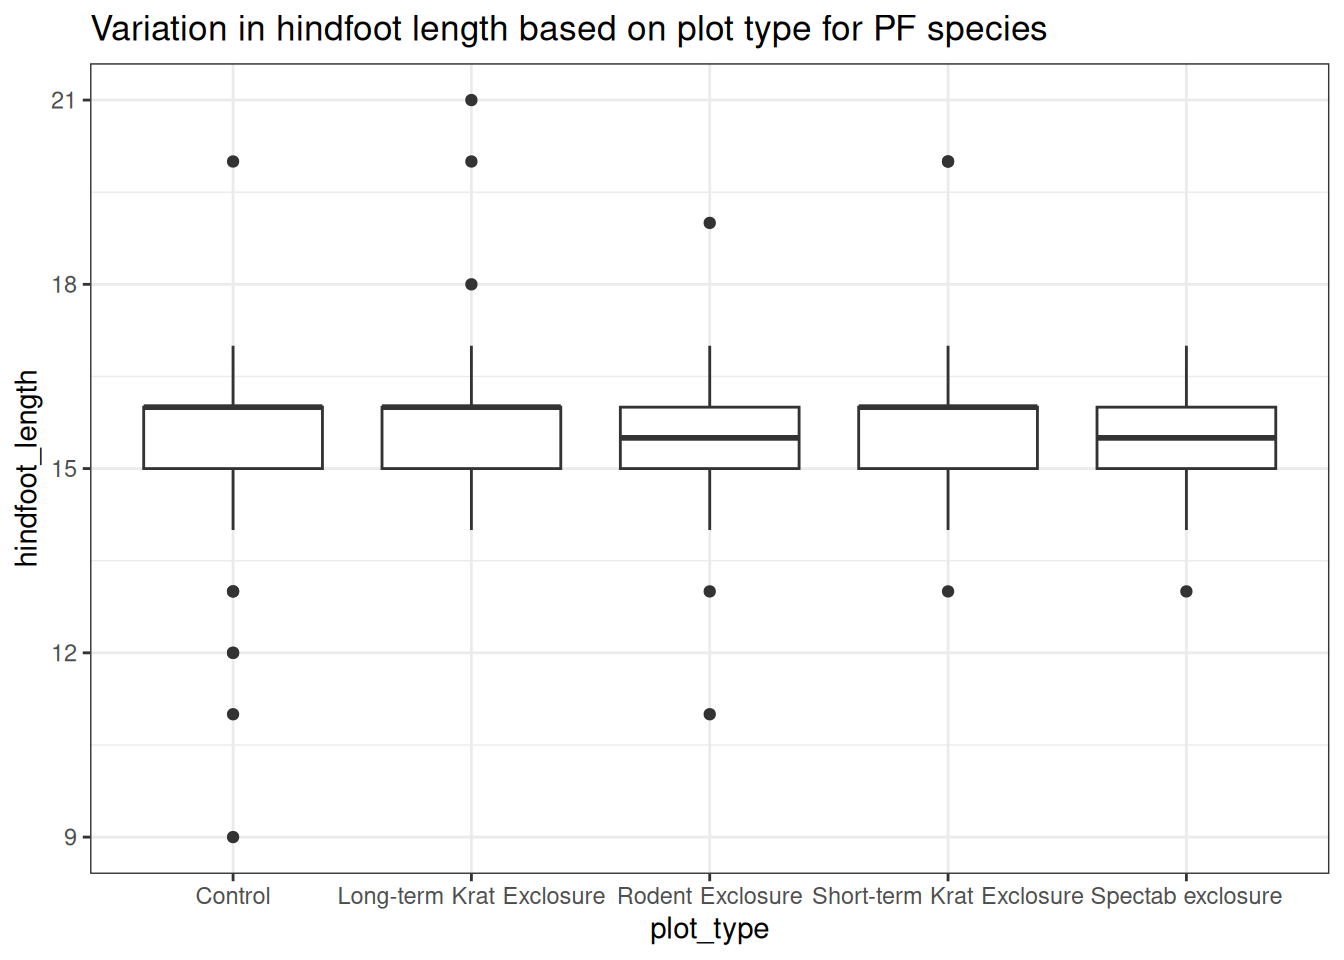 Variation in hindfoot length based on plot type for PF species
hindfoot_length
21
18
15
12
9
Control
Long-term Krat Exclosure
Rodent Exclosure
Short-term Krat Exclosure
Spectab exclosure
plot_type